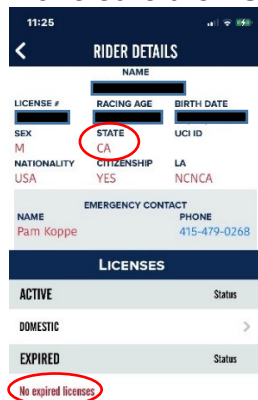 11:25
RIDER DETAILS
NAME
LICENSE # RACING AGE BIRTH DATE
SEX STATE UCI ID
M CA
NATIONALITY CITIZENSHIP LA
USA YES NCNCA
EMERGENCY CONTACT
NAME PHONE
Pam Koppe 415-479-0268
LICENSES
ACTIVE Status
DOMESTIC
EXPIRED Status
No expired licenses